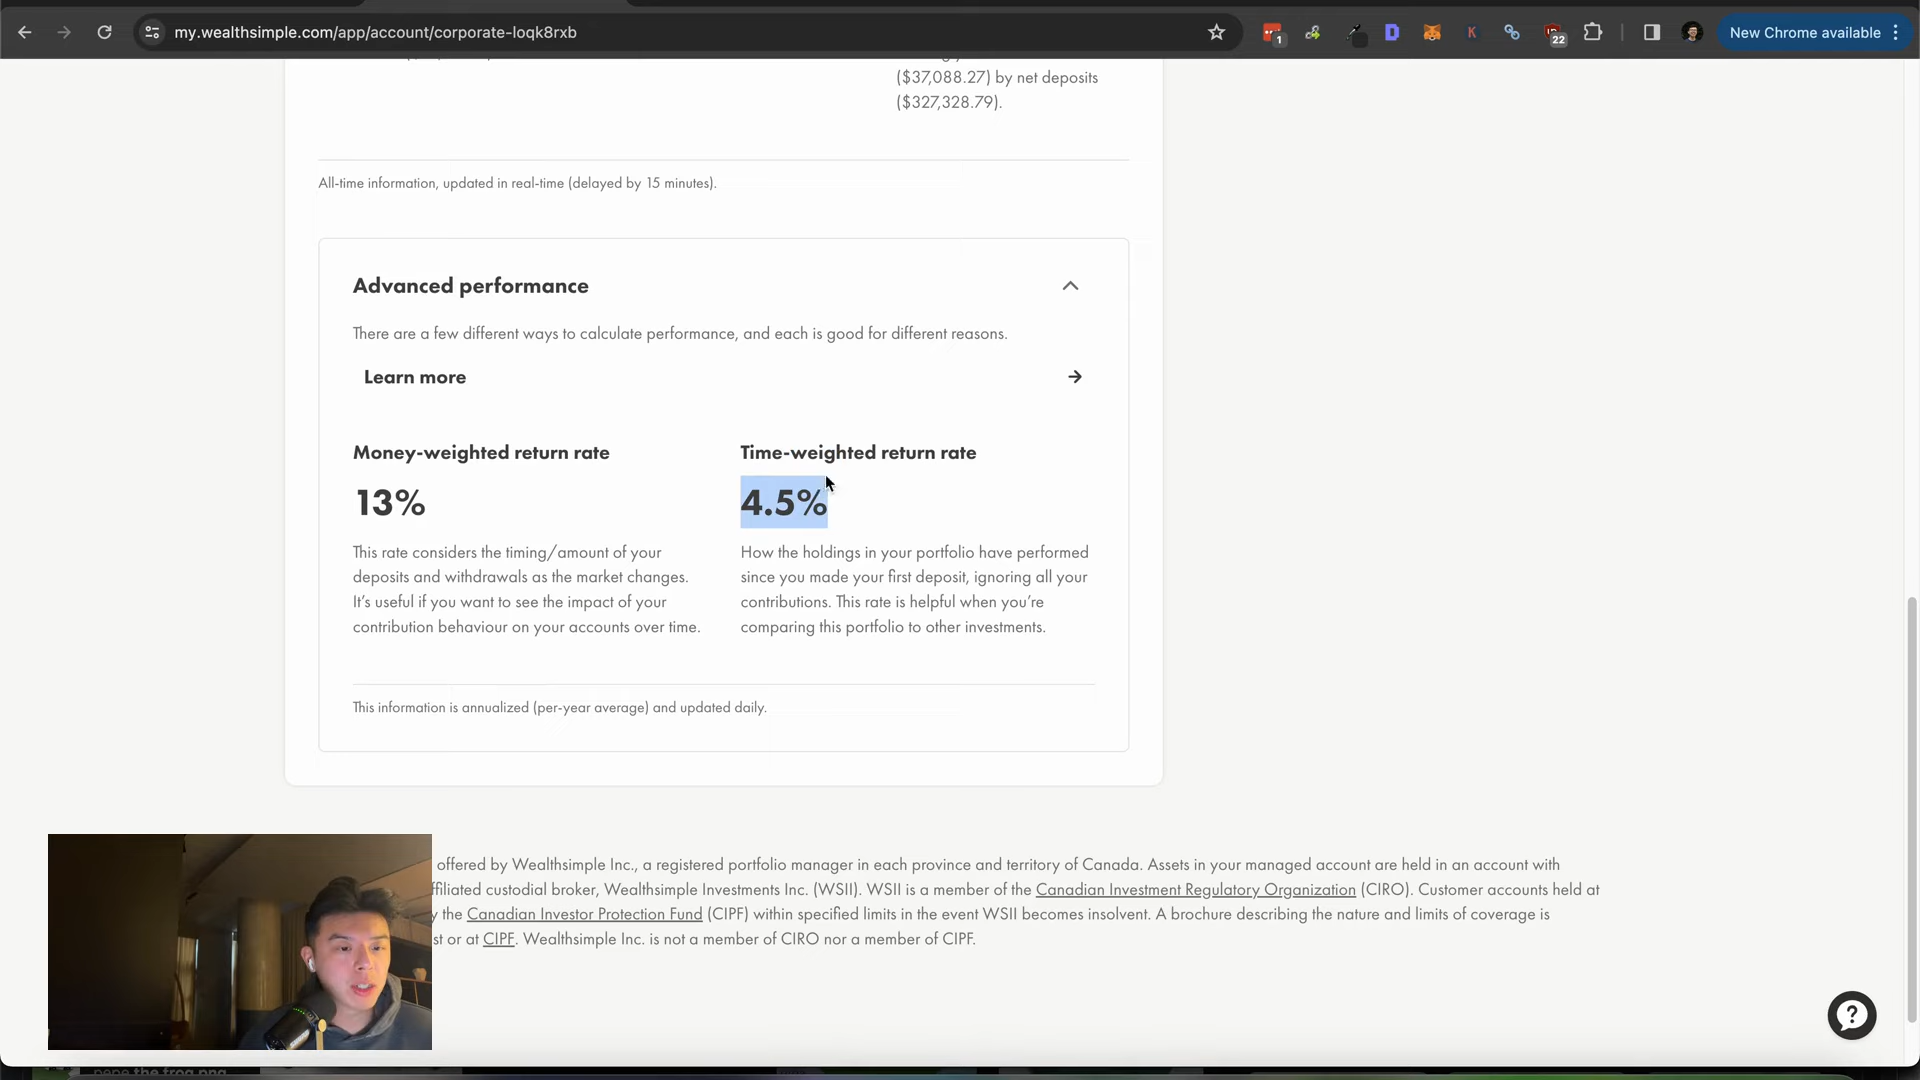 my.wealthsimple.com/app/account/corporate-loqk8rxb
1
22
New Chrome available
($37,088.27) by net deposits
($327,328.79).
All-time information, updated in real-time (delayed by 15 minutes).
Advanced performance
There are a few different ways to calculate performance, and each is good for different reasons.
Learn more
Money-weighted return rate
Time-weighted return rate
13%
4.5%
This rate considers the timing/amount of your
deposits and withdrawals as the market changes.
It's useful if you want to see the impact of your
contribution behaviour on your accounts over time.
How the holdings in your portfolio have performed
since you made your first deposit, ignoring all your
contributions. This rate is helpful when you're
comparing this portfolio to other investments.
This information is annualized (per-year average) and updated daily.
offered by Wealthsimple Inc., a registered portfolio manager in each province and territory of Canada. Assets in your managed account are held in an account with
ffiliated custodial broker, Wealthsimple Investments Inc. (WSII). WSII is a member of the Canadian Investment Regulatory Organization (CIRO). Customer accounts held at
y the Canadian Investor Protection Fund (CIPF) within specified limits in the event WSII becomes insolvent. A brochure describing the nature and limits of coverage is
st or at CIPF. Wealthsimple Inc. is not a member of CIRO nor a member of CIPF.
pepe the frog png